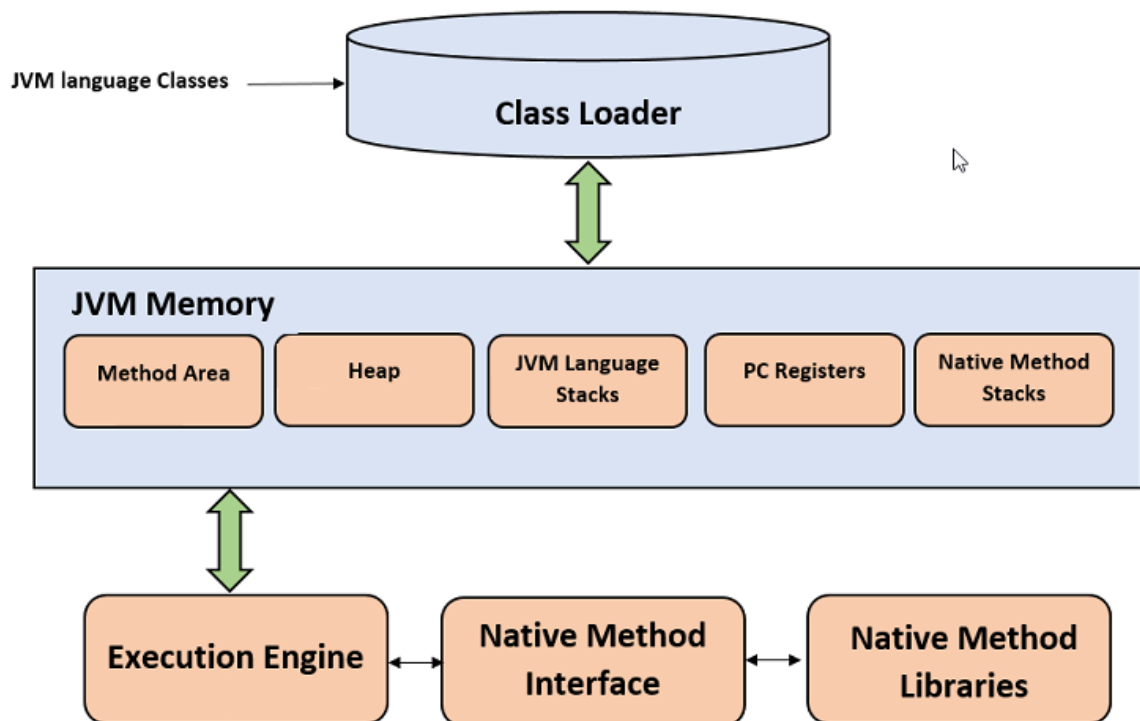 JVM language Classes
Class Loader
JVM Memory
Method Area
Heap
JVM Language
Stacks
PC Registers
Native Method
Stacks
Execution Engine
Native Method
Interface
Native Method
Libraries